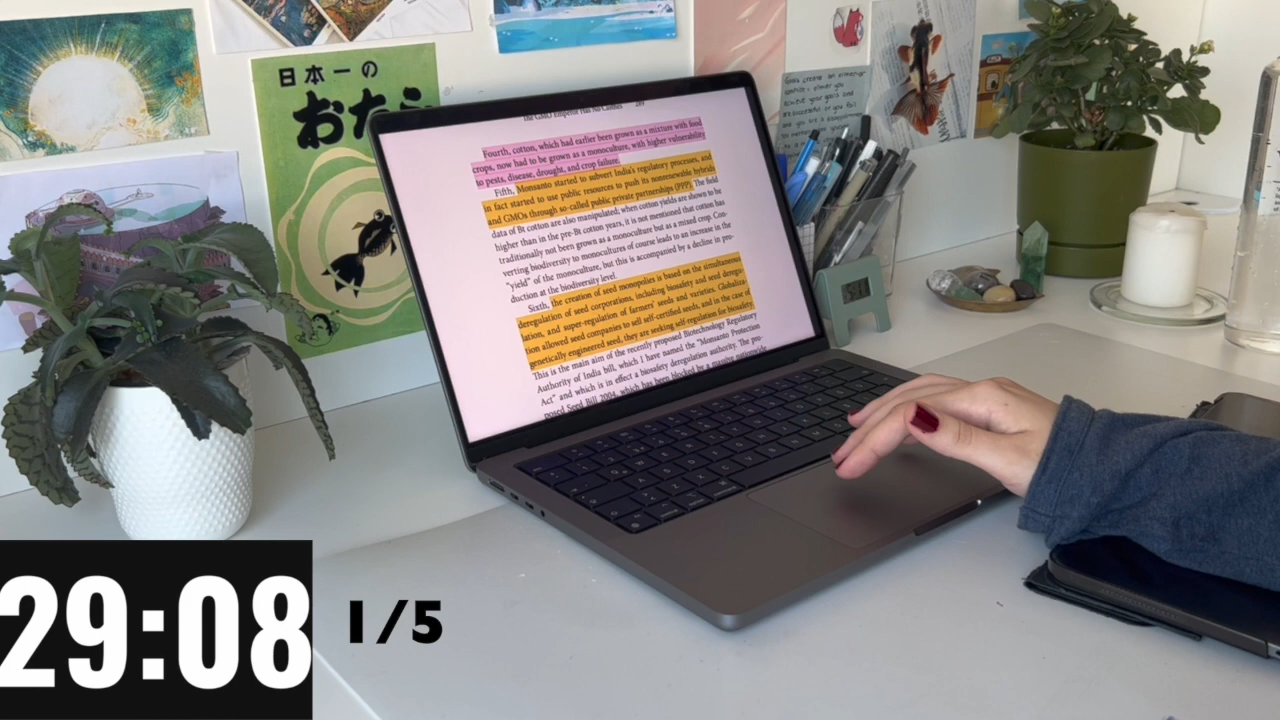 日本一の
おたら
the GMO Emperor Has No Clothes 289
Fourth, cotton, which had earlier been grown as a mixture with food
crops, now had to be grown as a monoculture, with higher vulnerability
to pests, disease, drought, and crop failure.
Fifth, Monsanto started to subvert India's regulatory processes, and
in fact started to use public resources to push its nonrenewable hybrids
and GMOs through so-called public private partnerships (PPP). The field
data of Bt cotton are also manipulated; when cotton yields are shown to be
higher than in the pre-Bt cotton years, it is not mentioned that cotton has
traditionally not been grown as a monoculture but as a mixed crop. Con-
verting biodiversity to monocultures of course leads to an increase in the
"yield" of the monoculture, but this is accompanied by a decline in pro-
duction at the biodiversity level.
Sixth, the creation of seed monopolies is based on the simultaneous
deregulation of seed corporations, including biosafety and seed deregu-
lation, and super-regulation of farmers' seeds and varieties. Globaliza-
tion allowed seed companies to sell self-certified seeds, and in the case of
genetically engineered seed, they are seeking self-regulation for biosafety.
This is the main aim of the recently proposed Biotechnology Regulatory
Authority of India bill, which I have named the "Monsanto Protection
Act" and which is in effect a biosafety deregulation authority. The pro-
posed Seed Bill 2004, which has been blocked by a massive nationwide
29:08
1/5